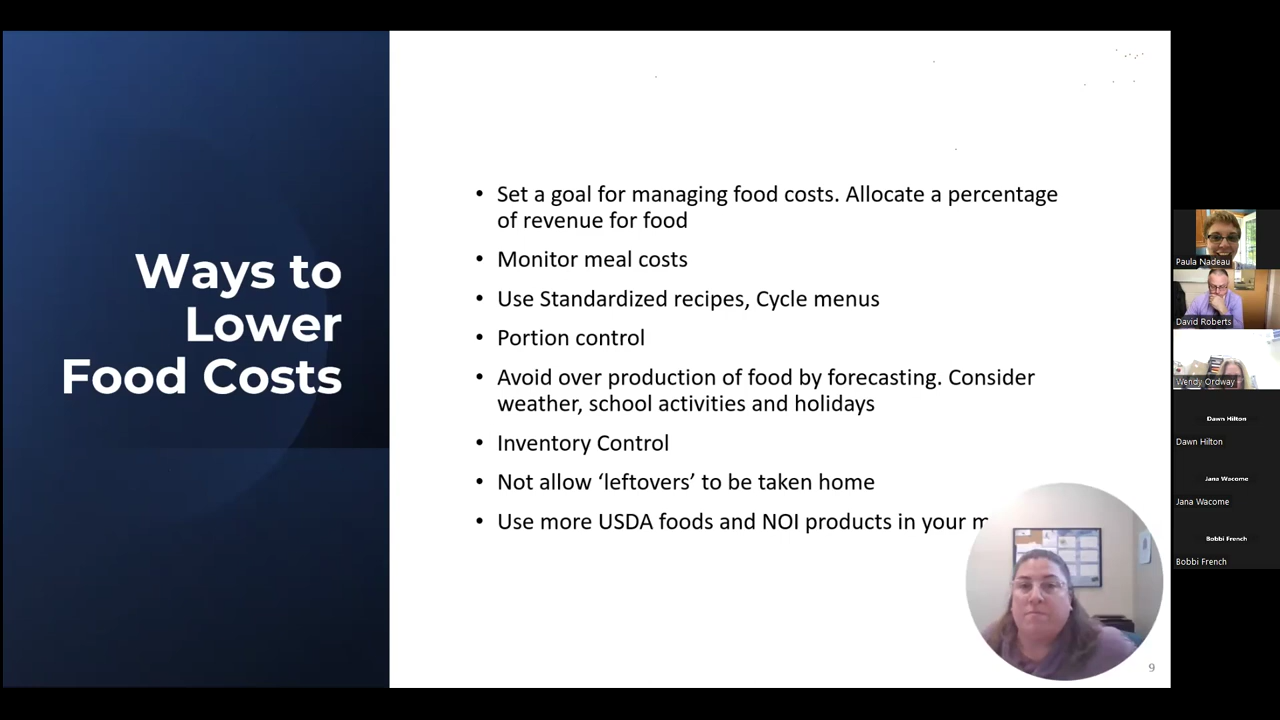 Ways to
Lower
Food Costs
• Set a goal for managing food costs. Allocate a percentage
of revenue for food
• Monitor meal costs
• Use Standardized recipes, Cycle menus
• Portion control
• Avoid over production of food by forecasting. Consider
weather, school activities and holidays
• Inventory Control
• Not allow ‘leftovers’ to be taken home
• Use more USDA foods and NOI products in your
9
Paula Nadeau
David Roberts
Wendy Ordway
Dawn Hilton
Dawn Hilton
Jana Wacome
Jana Wacome
Bobbi French
Bobbi French